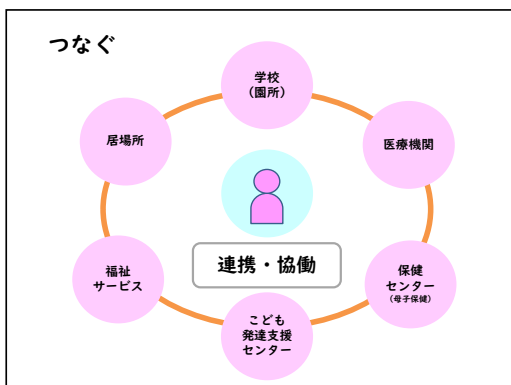 つなぐ
学校
（園所）
居場所
医療機関
連携・協働
福祉
サービス
保健
センター
（母子保健）
こども
発達支援
センター